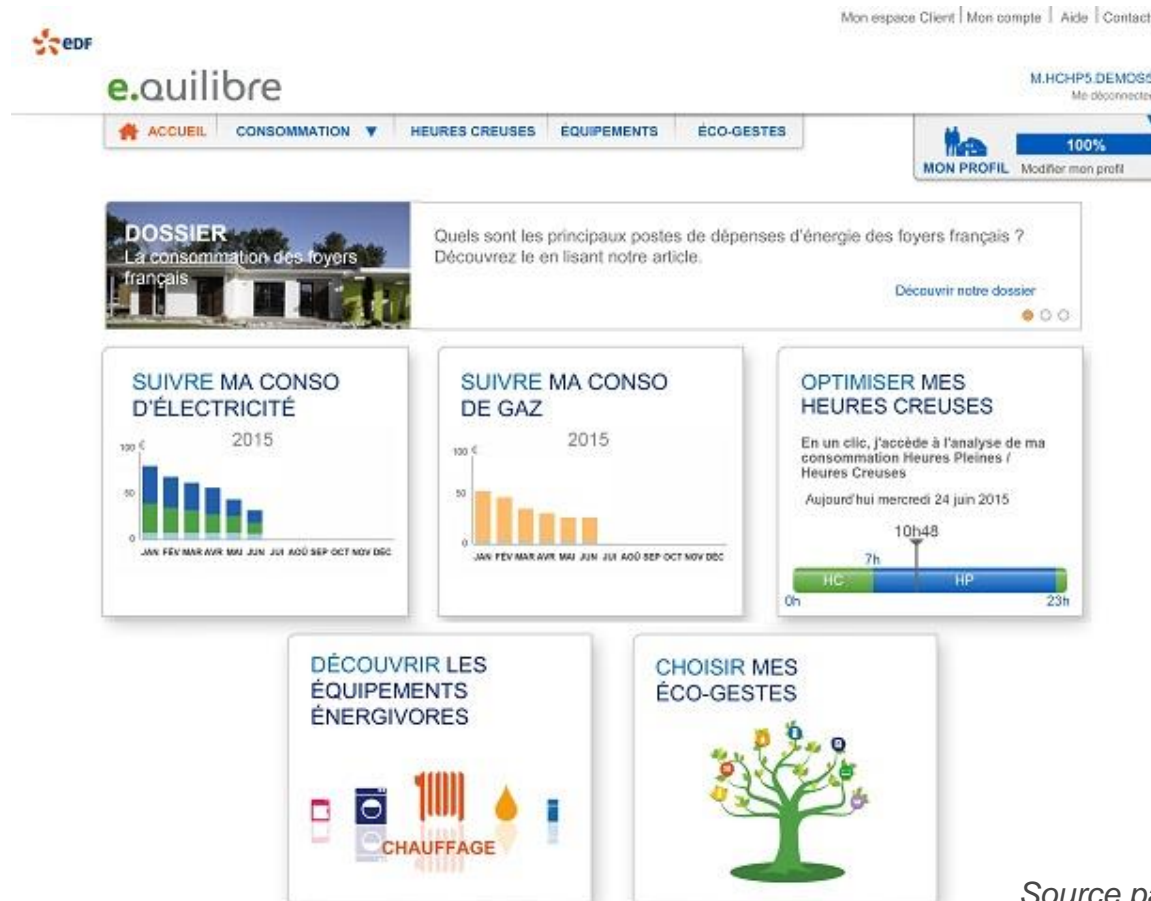 Mon espace Client | Mon compte | Aide | Contact
eDF
e.quilibre
M.HCHP5.DEMOS5
Me déconnecter
ACCUEIL CONSOMMATION ▼ HEURES CREUSES ÉQUIPEMENTS ÉCO-GESTES
100%
MON PROFIL Modifier mon profil
DOSSIER
La consommation des foyers
français
Quels sont les principaux postes de dépenses d'énergie des foyers français ?
Découvrez le en lisant notre article.
Découvrir notre dossier
SUIVRE MA CONSO
D'ÉLECTRICITÉ
2015
100 €
50
0
JAN FÉV MAR AVR MAI JUN JUI AOÛ SEP OCT NOV DÉC
SUIVRE MA CONSO
DE GAZ
2015
100 €
50
0
JAN FÉV MAR AVR MAI JUN JUI AOÛ SEP OCT NOV DÉC
OPTIMISER MES
HEURES CREUSES
En un clic, j'accède à l'analyse de ma
consommation Heures Pleines /
Heures Creuses
Aujourd'hui mercredi 24 juin 2015
10h48
7h
HC HP
0h 23h
DÉCOUVRIR LES
ÉQUIPEMENTS
ÉNERGIVORES
CHAUFFAGE
CHOISIR MES
ÉCO-GESTES
Source pa